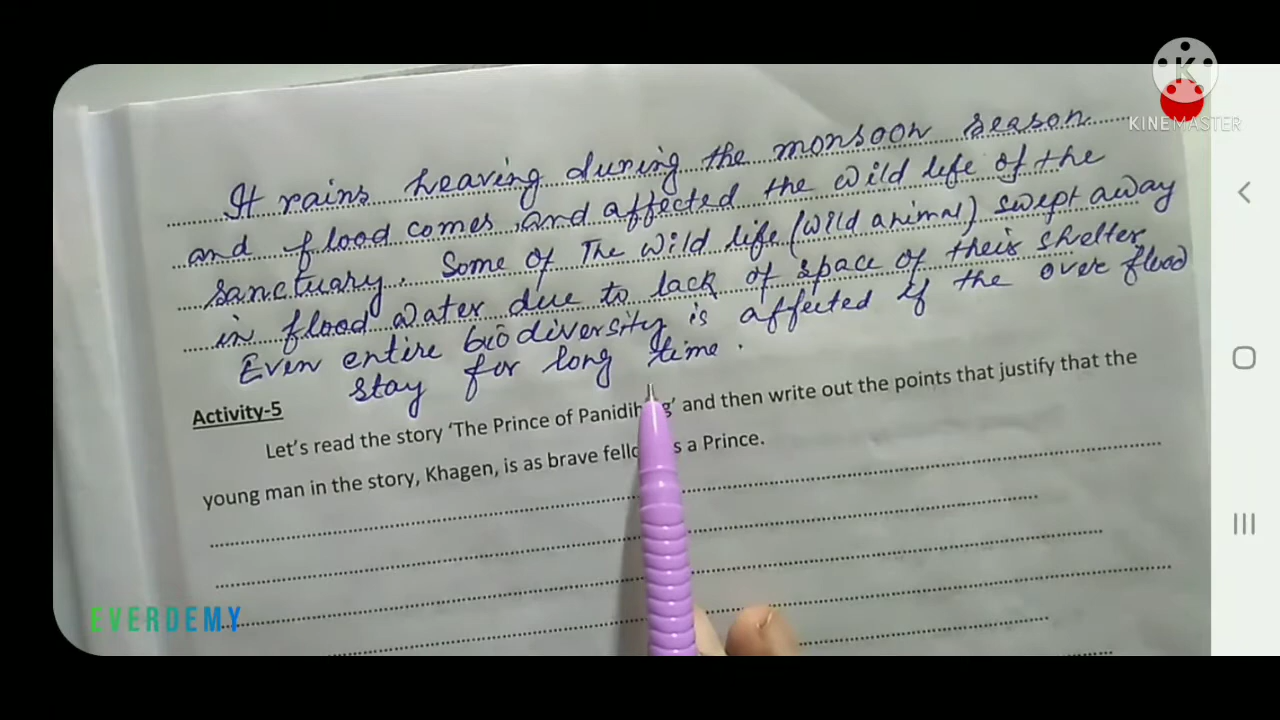 KINEMASTER
It rains heaving during the monsoon season
and flood comes, and affected the wild life of the
sanctuary. Some of The wild life (wild animal) swept away
in flood water due to lack of space of their shelter
Even entire biodiversity is affected if the over flood
stay for long time.
Activity-5
Let's read the story 'The Prince of and then write out the points that justify that the
young man in the story, Khagen, is as brave a Prince.
EVERDEMY